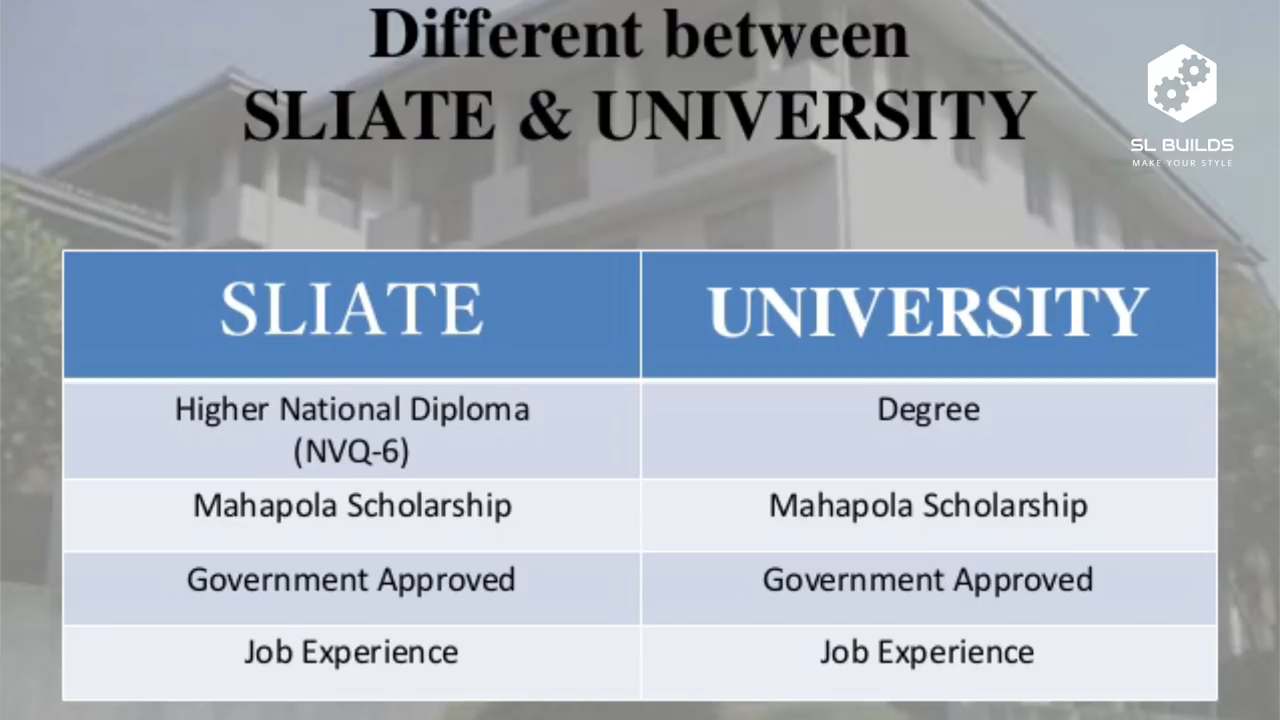 Different between
SLIATE & UNIVERSITY
SL BUILDS
MAKE YOUR STYLE
SLIATE
UNIVERSITY
Higher National Diploma
(NVQ-6)
Degree
Mahapola Scholarship
Mahapola Scholarship
Government Approved
Government Approved
Job Experience
Job Experience